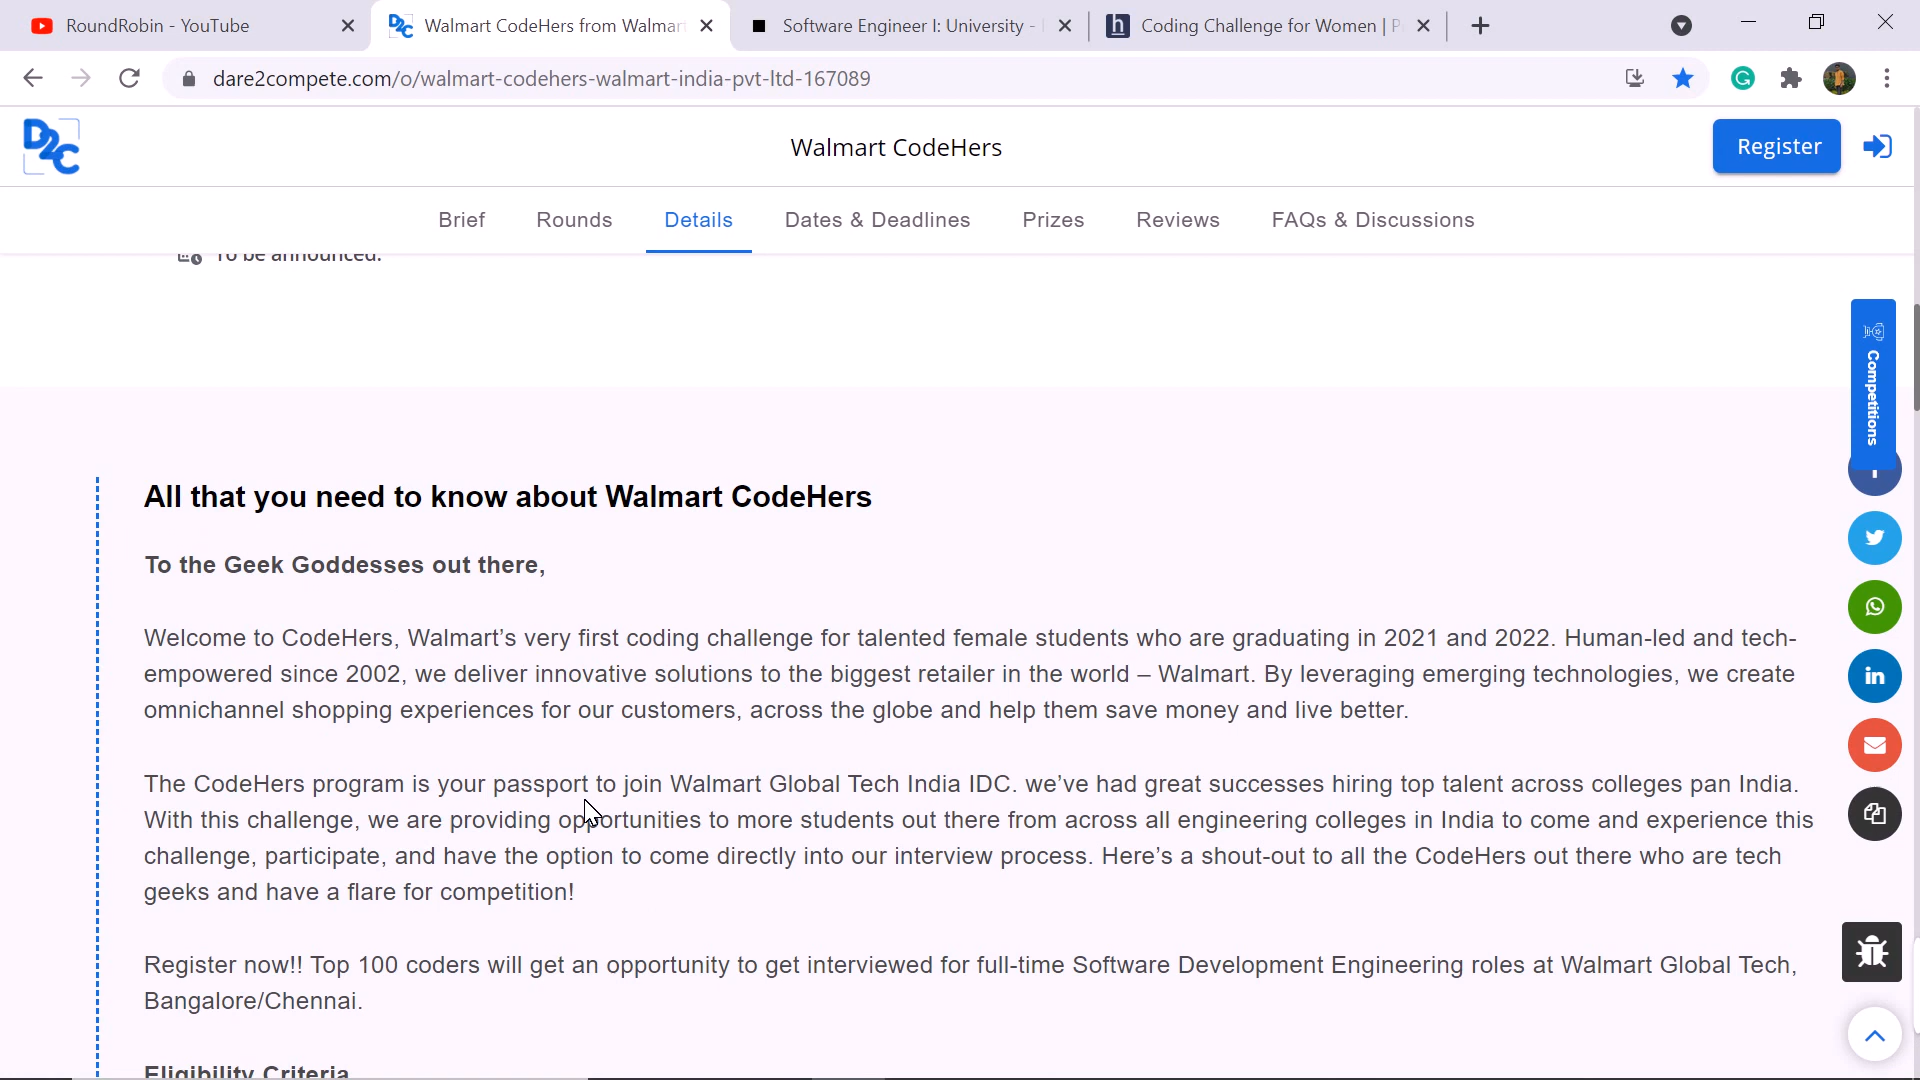 RoundRobin - YouTube
Walmart CodeHers from Walmar
Software Engineer I: University -
Coding Challenge for Women | P
dare2compete.com/o/walmart-codehers-walmart-india-pvt-ltd-167089
D2C
Walmart CodeHers
Register
Brief
Rounds
Details
Dates & Deadlines
Prizes
Reviews
FAQs & Discussions
To be announced.
Competitions
All that you need to know about Walmart CodeHers
To the Geek Goddesses out there,
Welcome to CodeHers, Walmart’s very first coding challenge for talented female students who are graduating in 2021 and 2022. Human-led and tech-
empowered since 2002, we deliver innovative solutions to the biggest retailer in the world – Walmart. By leveraging emerging technologies, we create
omnichannel shopping experiences for our customers, across the globe and help them save money and live better.
The CodeHers program is your passport to join Walmart Global Tech India IDC. we’ve had great successes hiring top talent across colleges pan India.
With this challenge, we are providing opportunities to more students out there from across all engineering colleges in India to come and experience this
challenge, participate, and have the option to come directly into our interview process. Here’s a shout-out to all the CodeHers out there who are tech
geeks and have a flare for competition!
Register now!! Top 100 coders will get an opportunity to get interviewed for full-time Software Development Engineering roles at Walmart Global Tech,
Bangalore/Chennai.
Eligibility Criteria